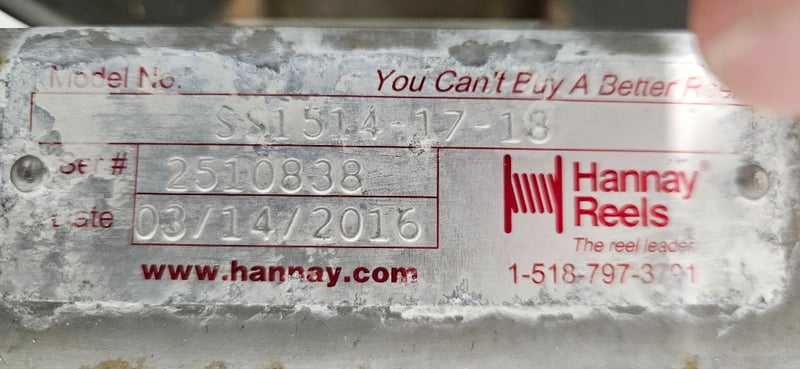 Model No.
You Can't Buy A Better Reel
SS1514-17-18
Ser # 2510838
Date 03/14/2016
Hannay®
Reels
The reel leader.
www.hannay.com
1-518-797-3791